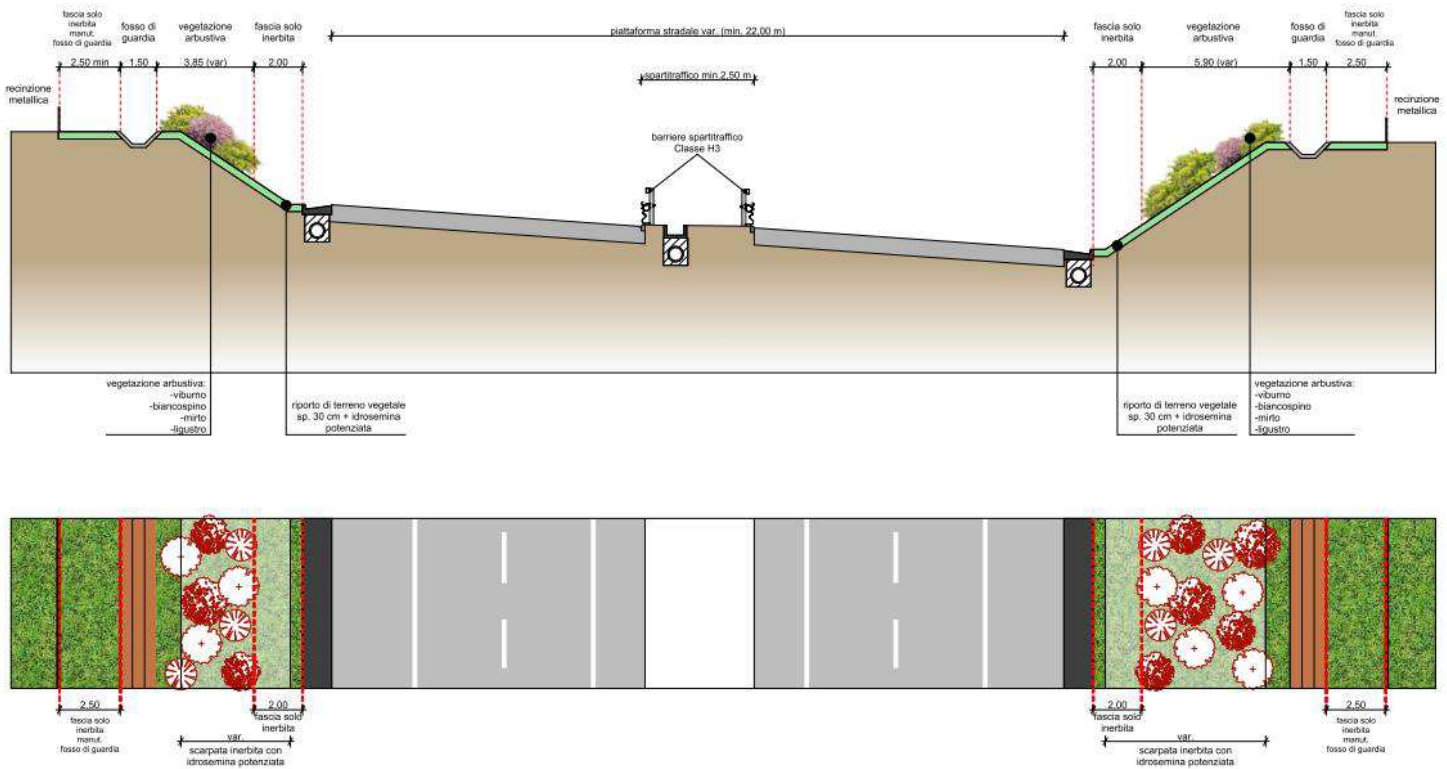 fascia solo
inerbita
manut.
fosso di guardia
fosso di
guardia
vegetazione
arbustiva
fascia solo
inerbita
piattaforma stradale var. (min. 22,00 m)
fascia solo
inerbita
vegetazione
arbustiva
fosso di
guardia
fascia solo
inerbita
manut.
fosso di guardia
2,50 min
1,50
3,85 (var)
2,00
spartitraffico min.2,50 m
2,00
5,90 (var)
1,50
2,50
recinzione
metallica
recinzione
metallica
barriere spartitraffico
Classe H3
vegetazione arbustiva:
-viburno
-biancospino
-mirto
-ligustro
riporto di terreno vegetale
sp. 30 cm + idrosemina
potenziata
riporto di terreno vegetale
sp. 30 cm + idrosemina
potenziata
vegetazione arbustiva:
-viburno
-biancospino
-mirto
-ligustro
2,50
fascia solo
inerbita
manut.
fosso di guardia
2,00
fascia solo
inerbita
var.
scarpata inerbita con
idrosemina potenziata
2,00
fascia solo
inerbita
var.
scarpata inerbita con
idrosemina potenziata
2,50
fascia solo
inerbita
manut.
fosso di guardia